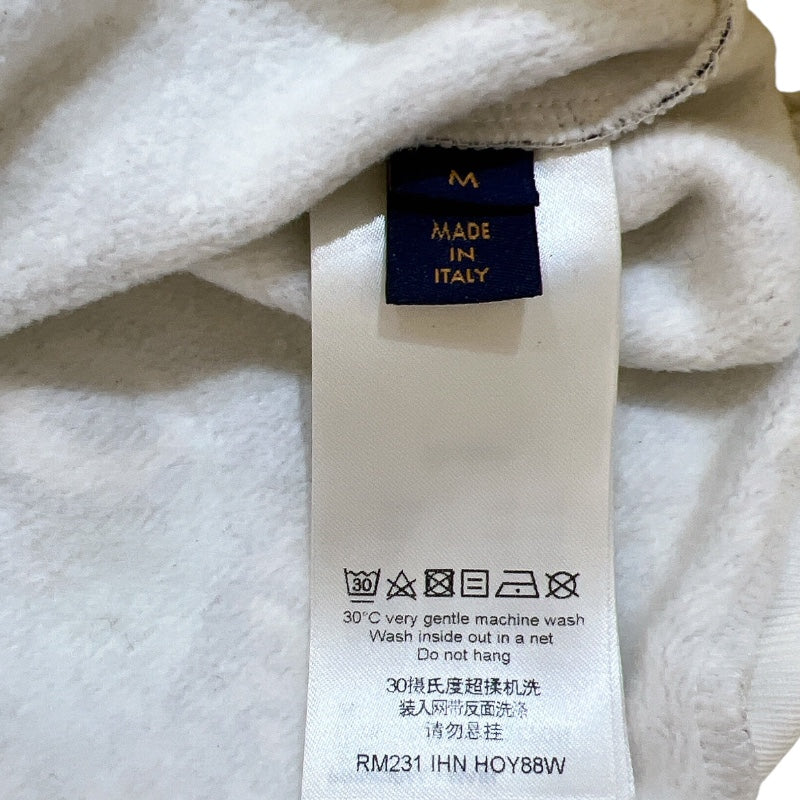 M
MADE
IN
ITALY
30
30°C very gentle machine wash
Wash inside out in a net
Do not hang
30摄氏度超揉机洗
装入网带反面洗涤
请勿悬挂
RM231 IHN HOY88W